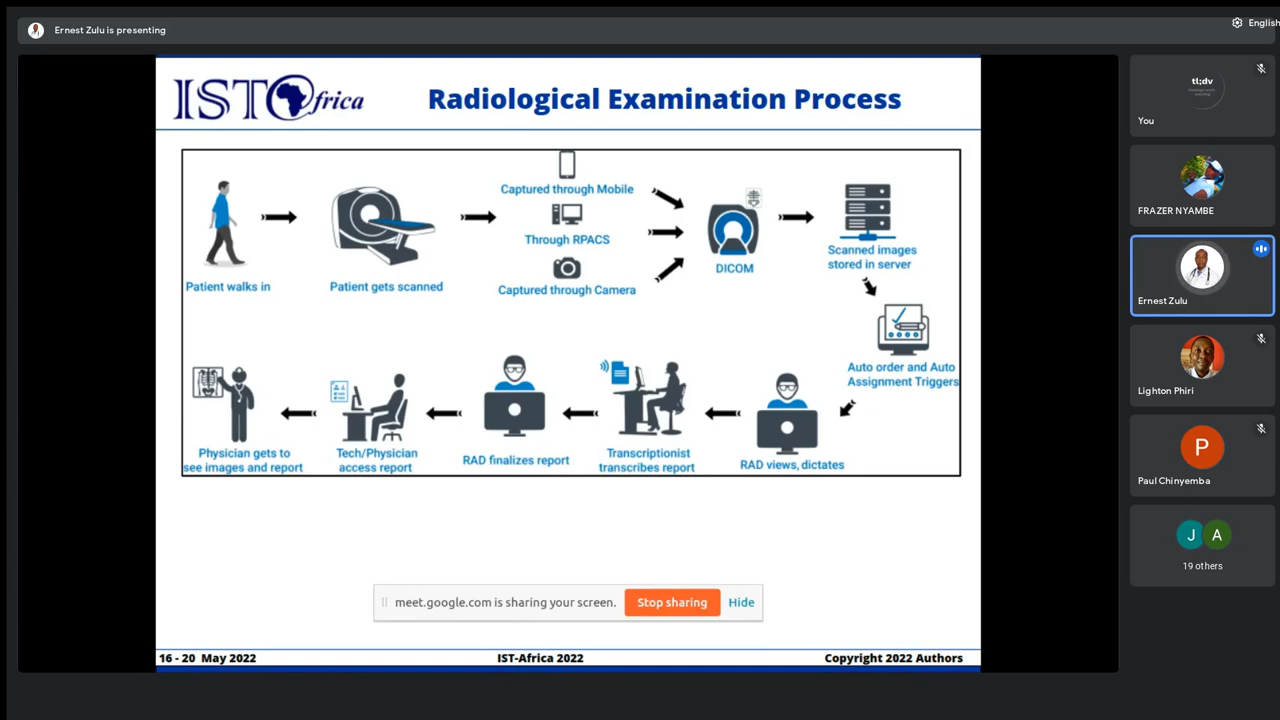 Ernest Zulu is presenting
English
ISTAfrica
Radiological Examination Process
Captured through Mobile
Through RPACS
Captured through Camera
Patient walks in
Patient gets scanned
DICOM
Scanned images
stored in server
Auto order and Auto
Assignment Triggers
Physician gets to
see images and report
Tech/Physician
access report
RAD finalizes report
Transcriptionist
transcribes report
RAD views, dictates
meet.google.com is sharing your screen.
Stop sharing
Hide
16 - 20 May 2022
IST-Africa 2022
Copyright 2022 Authors
tl;dv
You
FRAZER NYAMBE
Ernest Zulu
Lighton Phiri
P
Paul Chinyemba
J
A
19 others